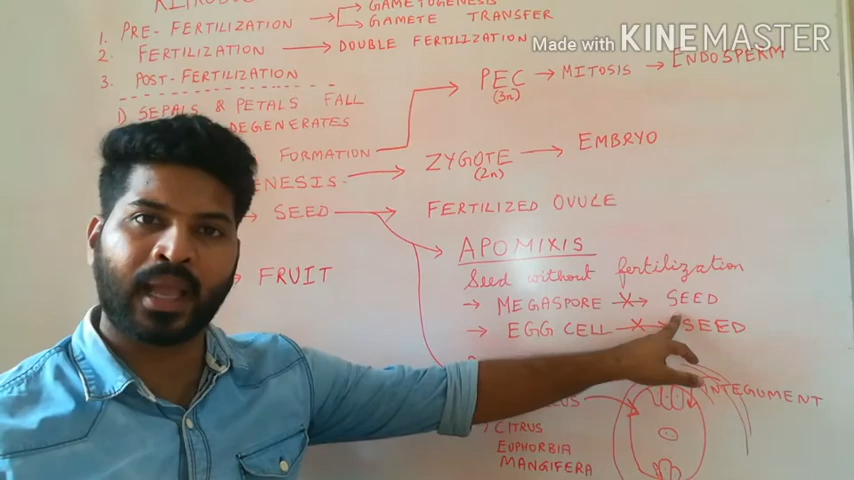 → GAMETOGENESIS
1. PRE-FERTILIZATION → GAMETE TRANSFER
2. FERTILIZATION → DOUBLE FERTILIZATION
Made with KINEMASTER
3. POST-FERTILIZATION
PEC → MITOSIS → ENDOSPERM
(3n)
1) SEPALS & PETALS FALL
DEGENERATES
FORMATION
ZYGOTE → EMBRYO
(2n)
GENESIS
→ SEED → FERTILIZED OVULE
APOMIXIS
Seed without fertilization
→ FRUIT
→ MEGASPORE -X→ SEED
→ EGG CELL -X→ SEED
INTEGUMENT
CITRUS
EUPHORBIA
MANGIFERA